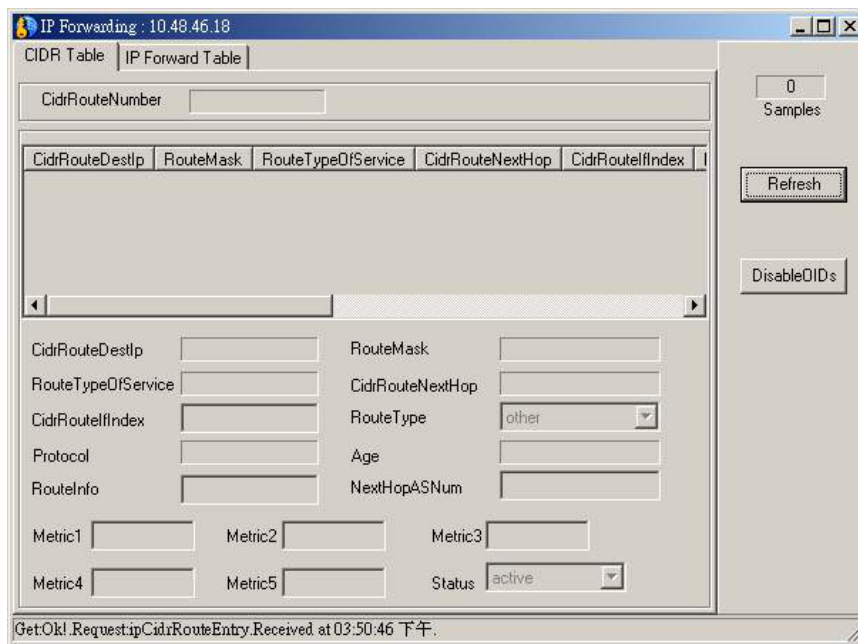 IP Forwarding : 10.48.46.18
CIDR Table IP Forward Table
CidrRouteNumber
0
Samples
CidrRouteDestIp RouteMask RouteTypeOfService CidrRouteNextHop CidrRouteIfIndex
Refresh
DisableOIDs
CidrRouteDestIp RouteMask
RouteTypeOfService CidrRouteNextHop
CidrRouteIfIndex RouteType other
Protocol Age
RouteInfo NextHopASNum
Metric1 Metric2 Metric3
Metric4 Metric5 Status active
Get:Ok!.Request:ipCidrRouteEntry.Received at 03:50:46 下午.